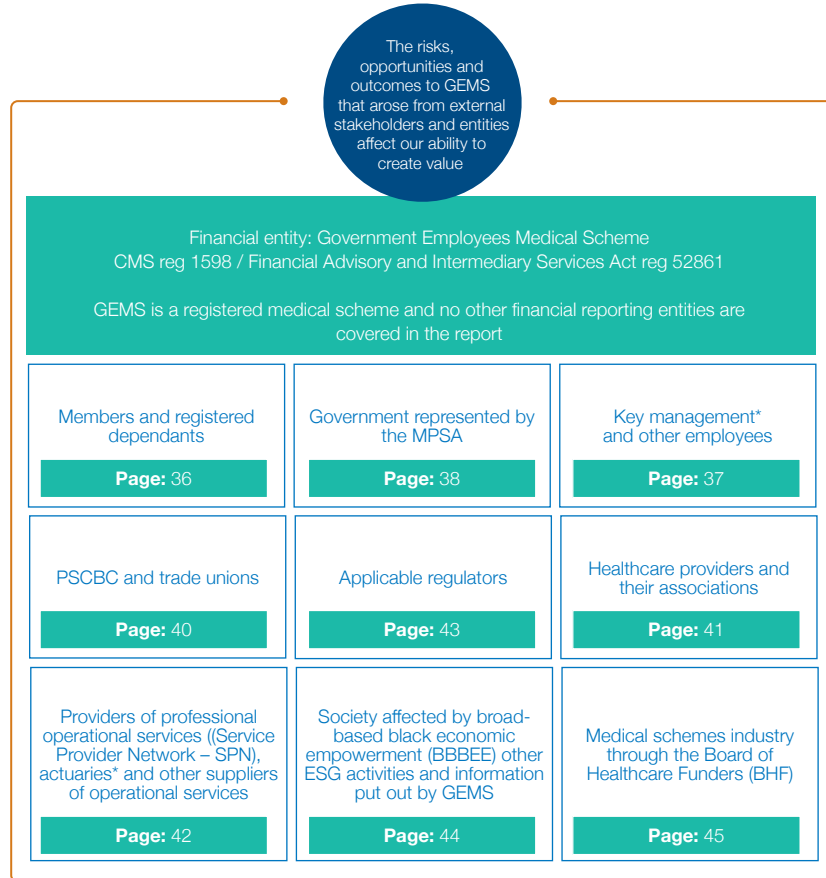 The risks,
opportunities and
outcomes to GEMS
that arose from external
stakeholders and entities
affect our ability to
create value
Financial entity: Government Employees Medical Scheme
CMS reg 1598 / Financial Advisory and Intermediary Services Act reg 52861
GEMS is a registered medical scheme and no other financial reporting entities are
covered in the report
Members and registered
dependants
Page: 36
Government represented by
the MPSA
Page: 38
Key management*
and other employees
Page: 37
PSCBC and trade unions
Page: 40
Applicable regulators
Page: 43
Healthcare providers and
their associations
Page: 41
Providers of professional
operational services ((Service
Provider Network – SPN),
actuaries* and other suppliers
of operational services
Page: 42
Society affected by broad-
based black economic
empowerment (BBBEE) other
ESG activities and information
put out by GEMS
Page: 44
Medical schemes industry
through the Board of
Healthcare Funders (BHF)
Page: 45